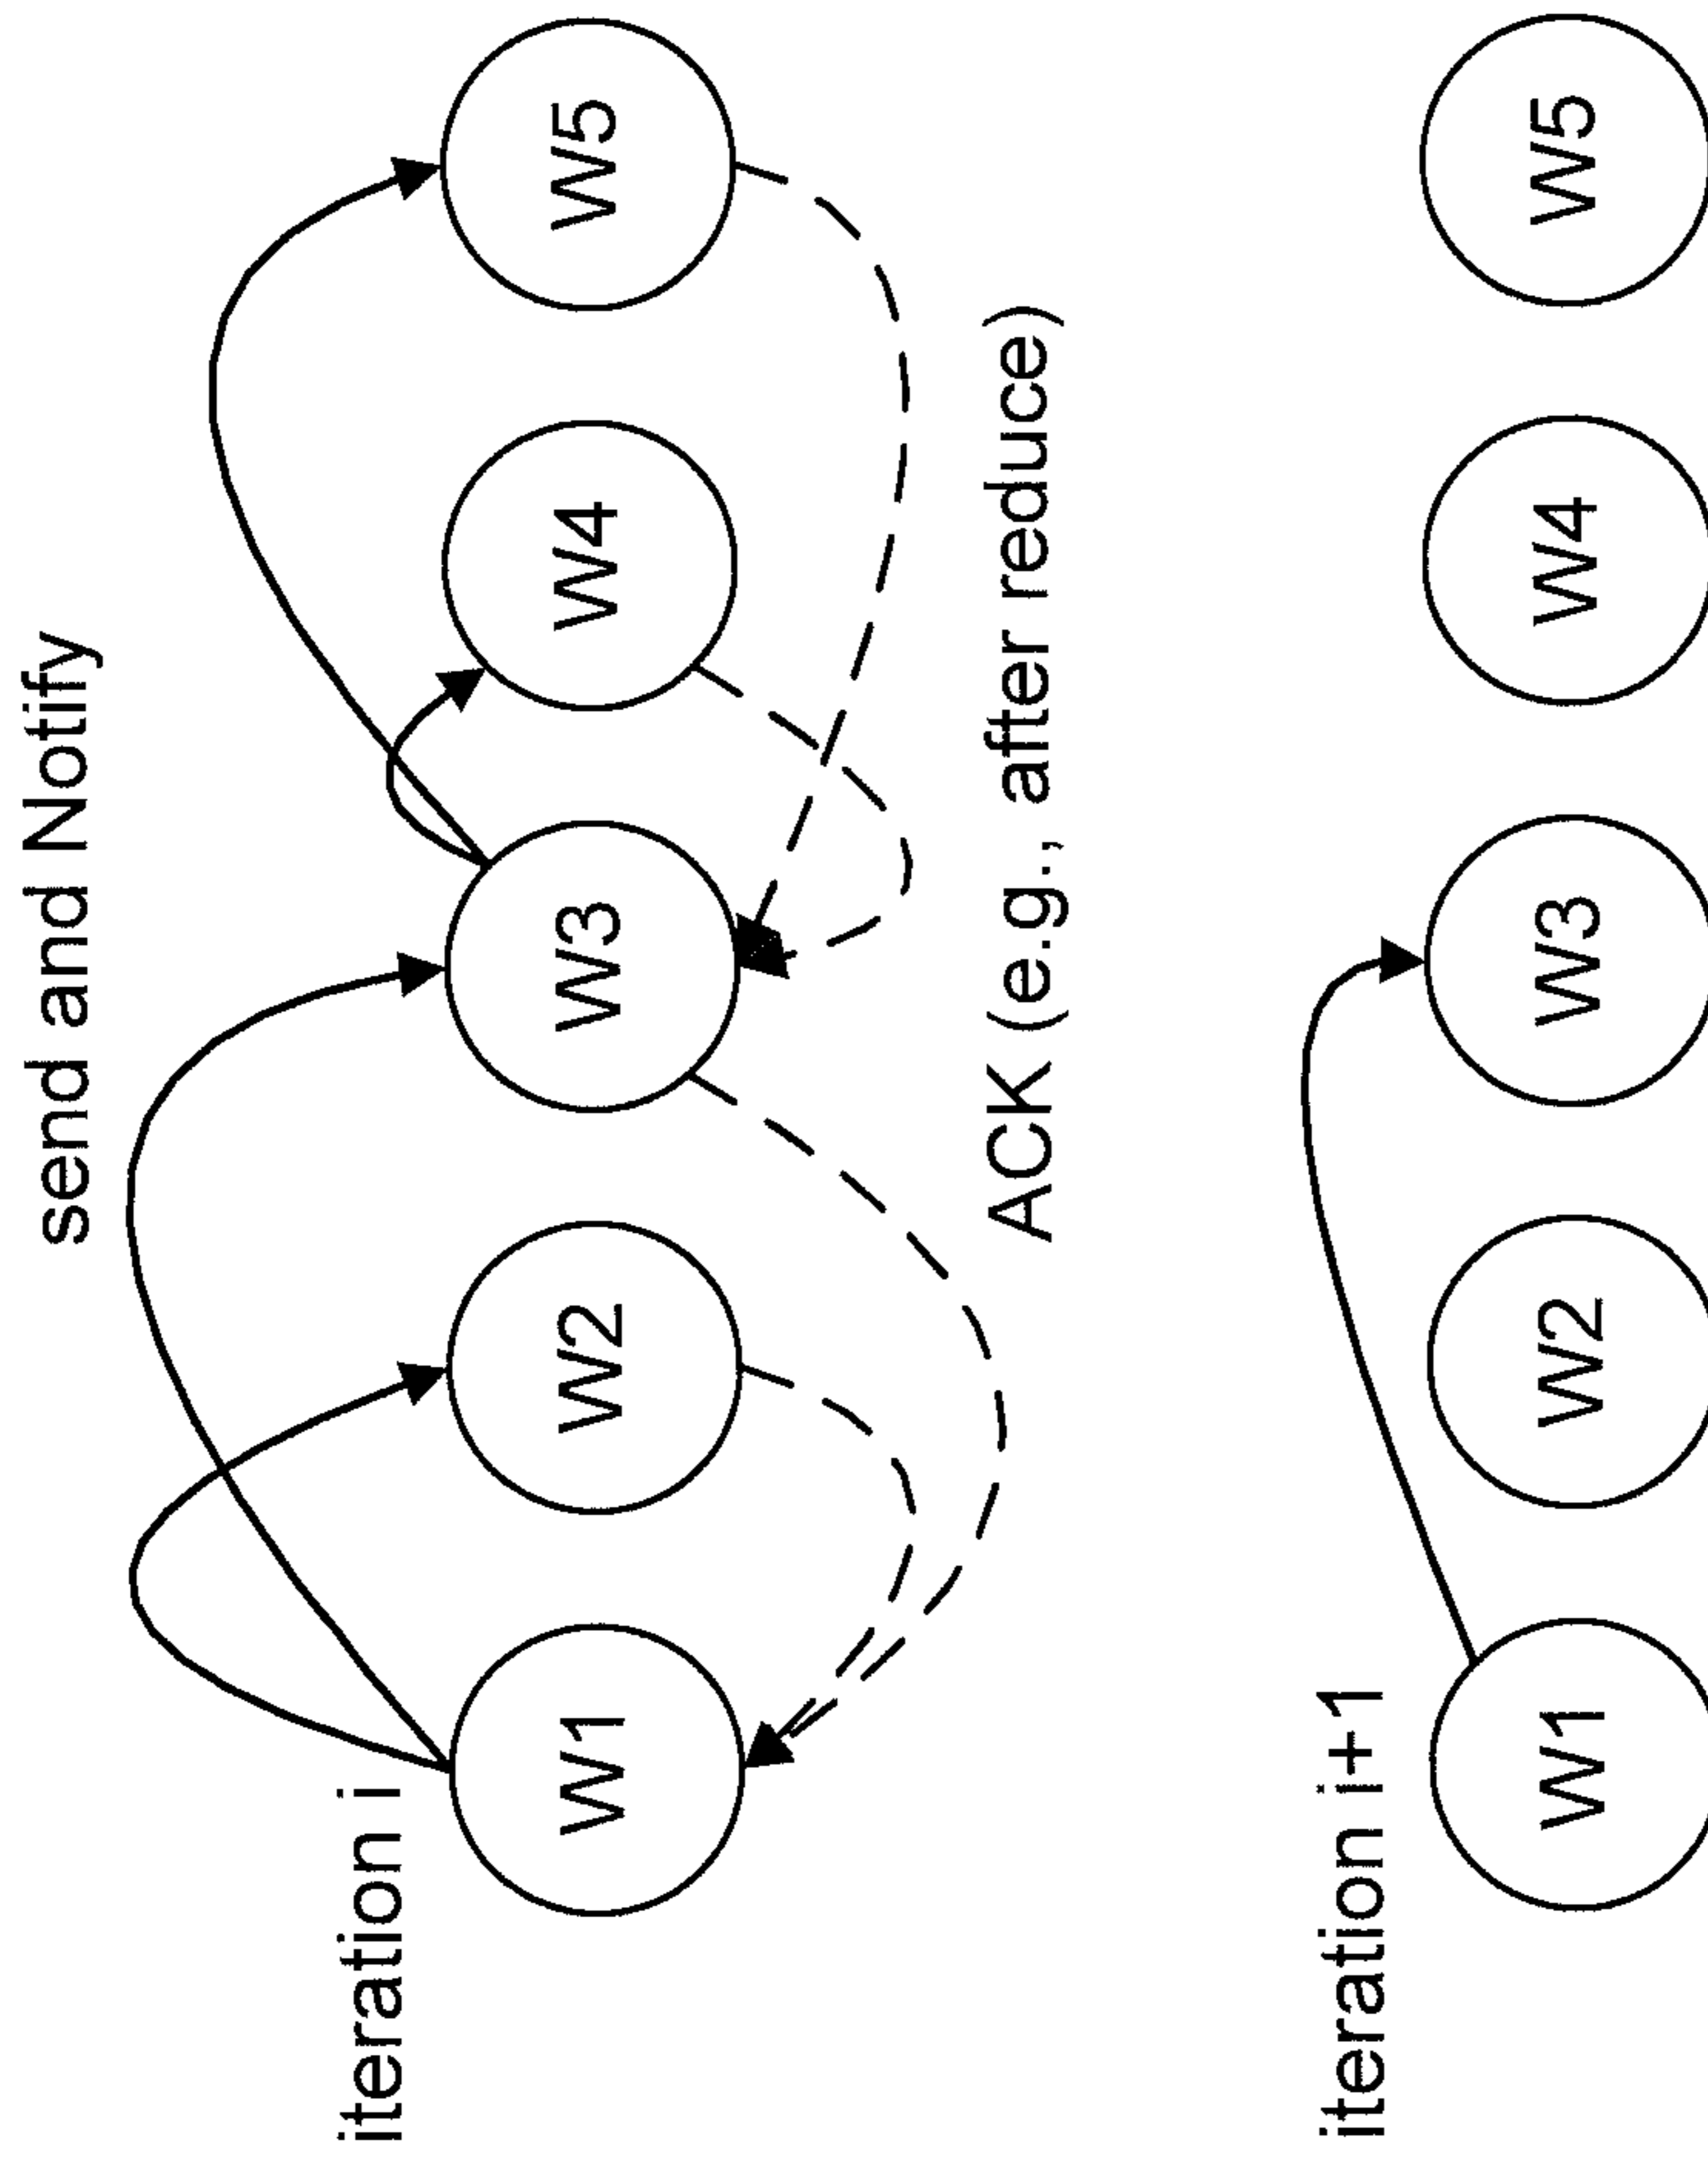 send and Notify
iteration i
W1 W2 W3 W4 W5
ACK (e.g., after reduce)
iteration i+1
W1 W2 W3 W4 W5